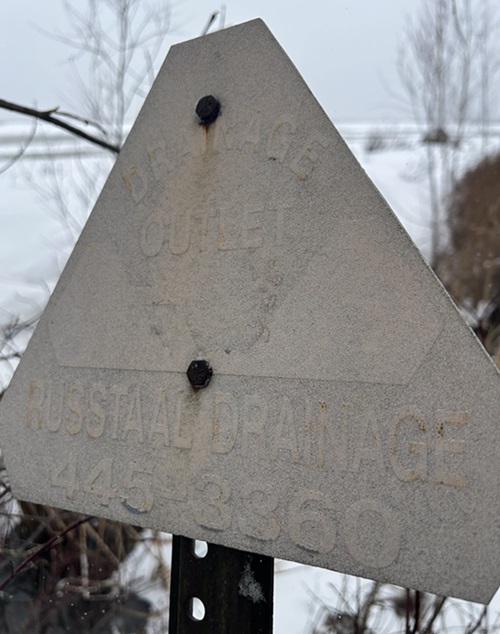 DRAINAGE
OUTLET
RUSSTAAL DRAINAGE
445-3360